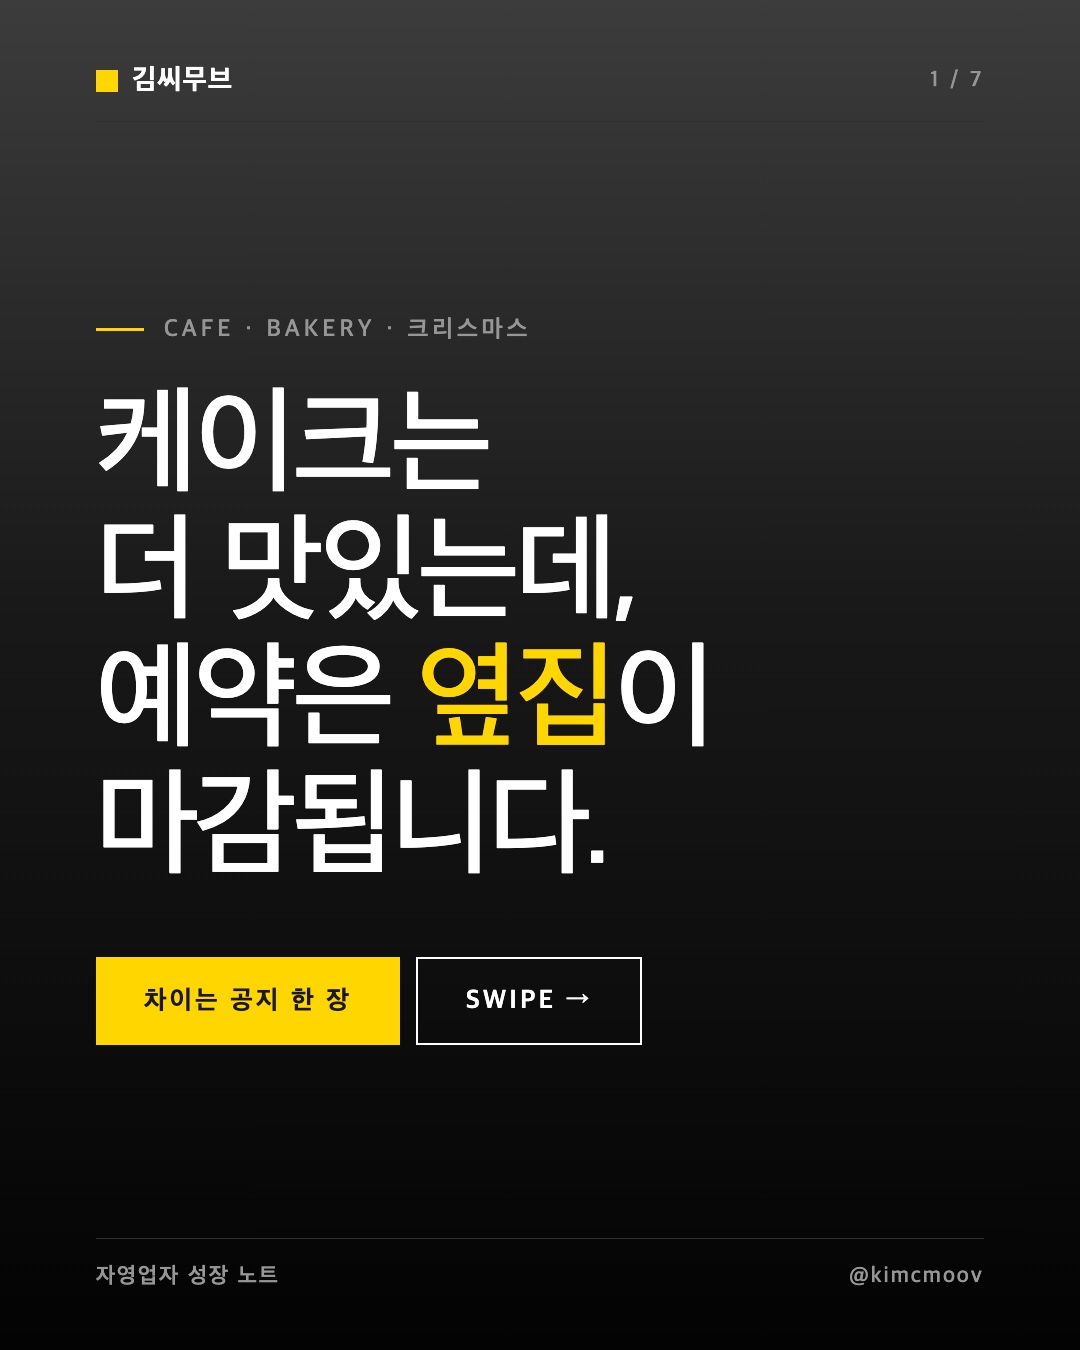 김씨무브
1 / 7
CAFE · BAKERY · 크리스마스
케이크는
더 맛있는데,
예약은 옆집이
마감됩니다.
차이는 공지 한 장
SWIPE →
자영업자 성장 노트
@kimcmoov